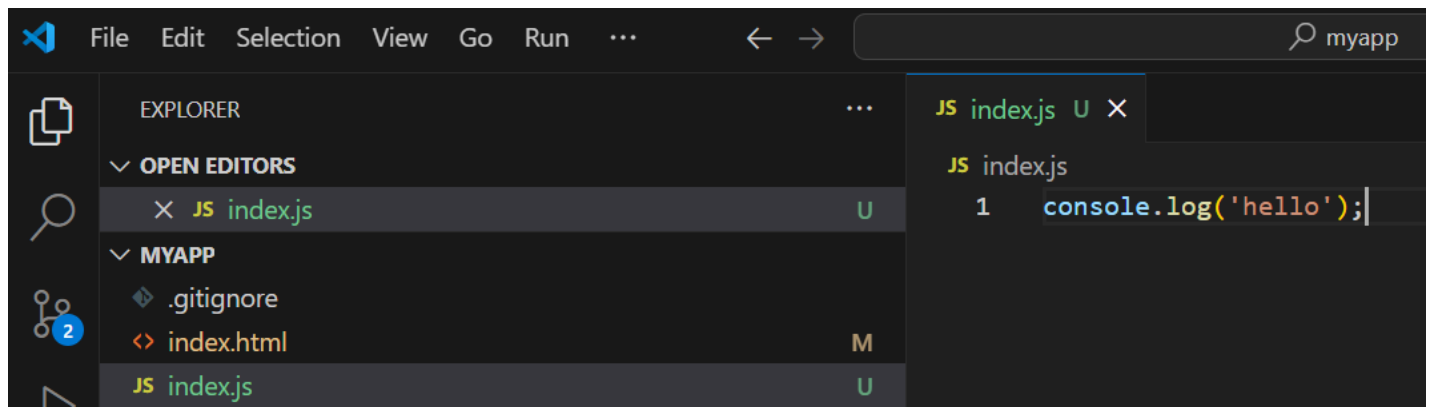 File Edit Selection View Go Run ··· myapp
EXPLORER ···
OPEN EDITORS
JS index.js U
MYAPP
.gitignore
<> index.html M
JS index.js U
2
JS index.js U
JS index.js
1 console.log('hello');